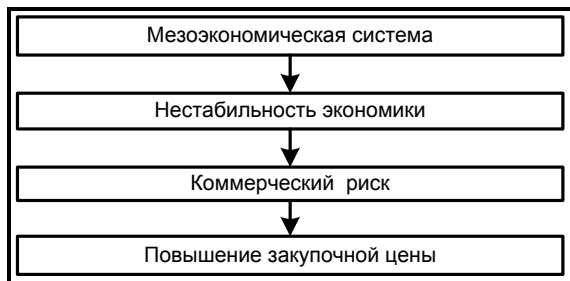 Мезоэкономическая система
Нестабильность экономики
Коммерческий риск
Повышение закупочной цены